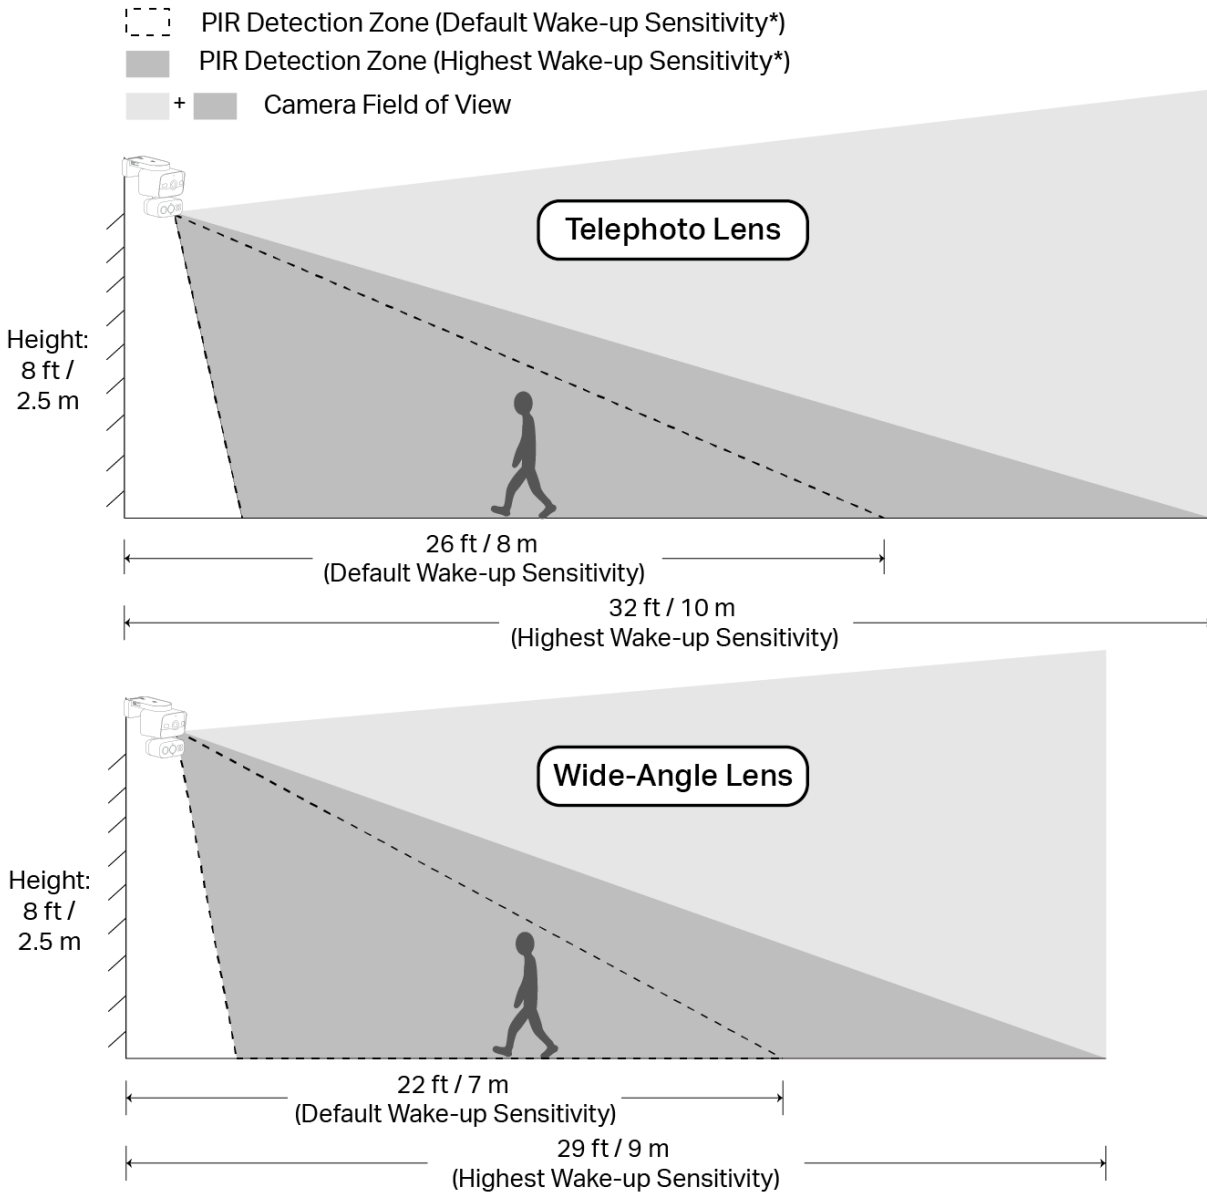 PIR Detection Zone (Default Wake-up Sensitivity*)
PIR Detection Zone (Highest Wake-up Sensitivity*)
+ Camera Field of View
Telephoto Lens
Height:
8 ft /
2.5 m
26 ft / 8 m
(Default Wake-up Sensitivity)
32 ft / 10 m
(Highest Wake-up Sensitivity)
Wide-Angle Lens
Height:
8 ft /
2.5 m
22 ft / 7 m
(Default Wake-up Sensitivity)
29 ft / 9 m
(Highest Wake-up Sensitivity)